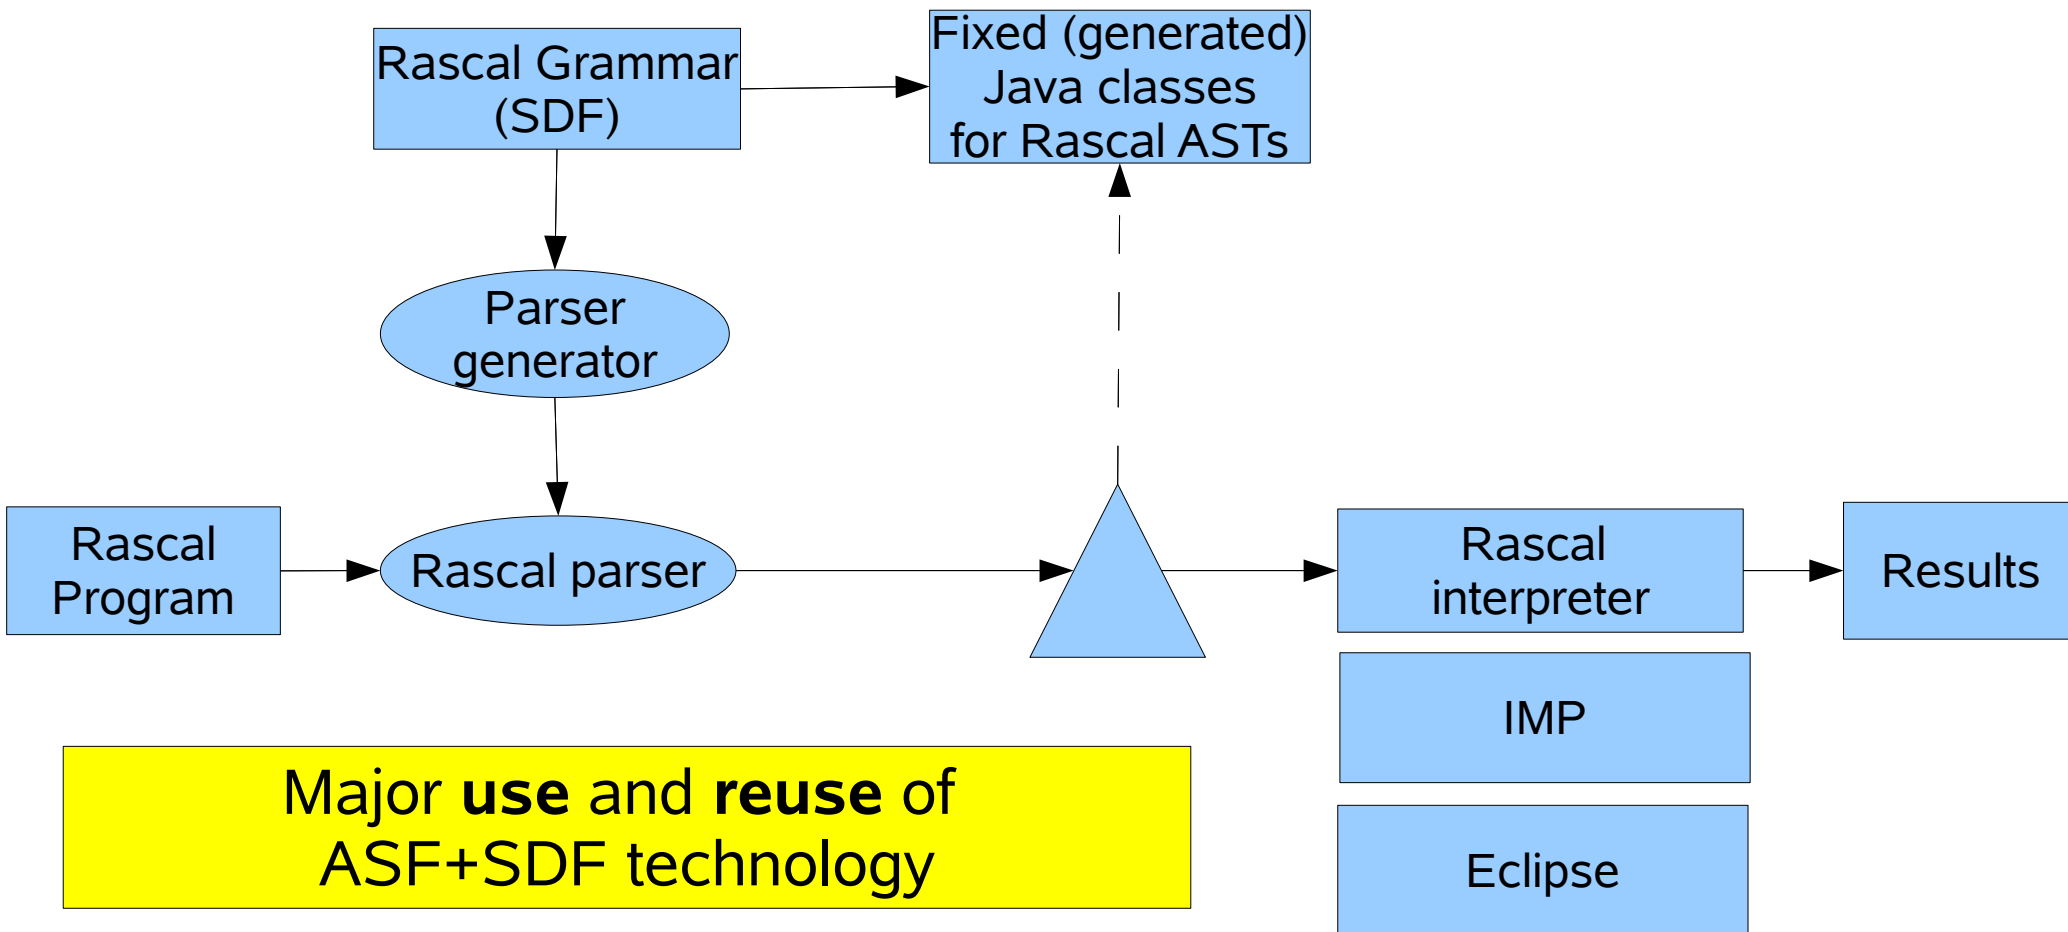 Rascal Grammar
(SDF)
Fixed (generated)
Java classes
for Rascal ASTs
Parser
generator
Rascal
Program
Rascal parser
Rascal
interpreter
Results
IMP
Major use and reuse of
ASF+SDF technology
Eclipse